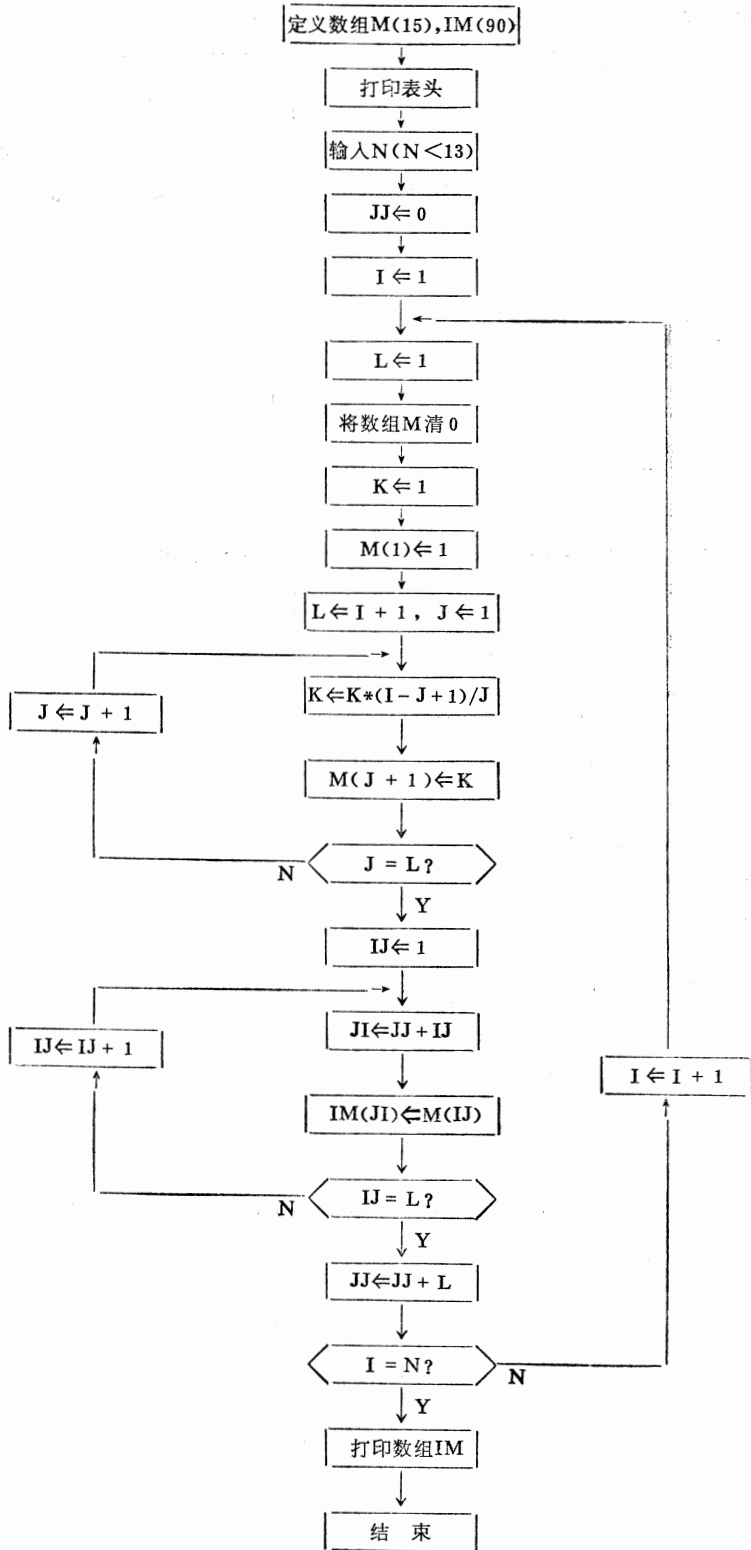 定义数组M(15),IM(90)
打印表头
输入N(N<13)
JJ⇐0
I⇐1
L⇐1
将数组M清0
K⇐1
M(1)⇐1
L⇐I+1, J⇐1
K⇐K*(I-J+1)/J
J⇐J+1
M(J+1)⇐K
J=L?
N
Y
IJ⇐1
JI⇐JJ+IJ
IJ⇐IJ+1
I⇐I+1
IM(JI)⇐M(IJ)
IJ=L?
N
Y
JJ⇐JJ+L
I=N?
N
Y
打印数组IM
结 束